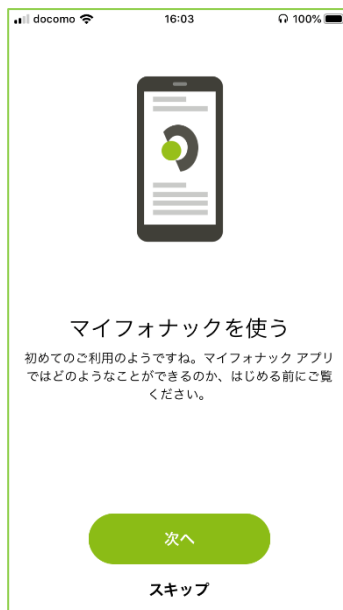 docomo 16:03 100%
マイフォナックを使う
初めてのご利用のようですね。マイフォナック アプリ
ではどのようなことができるのか、はじめる前にご覧
ください。
次へ
スキップ